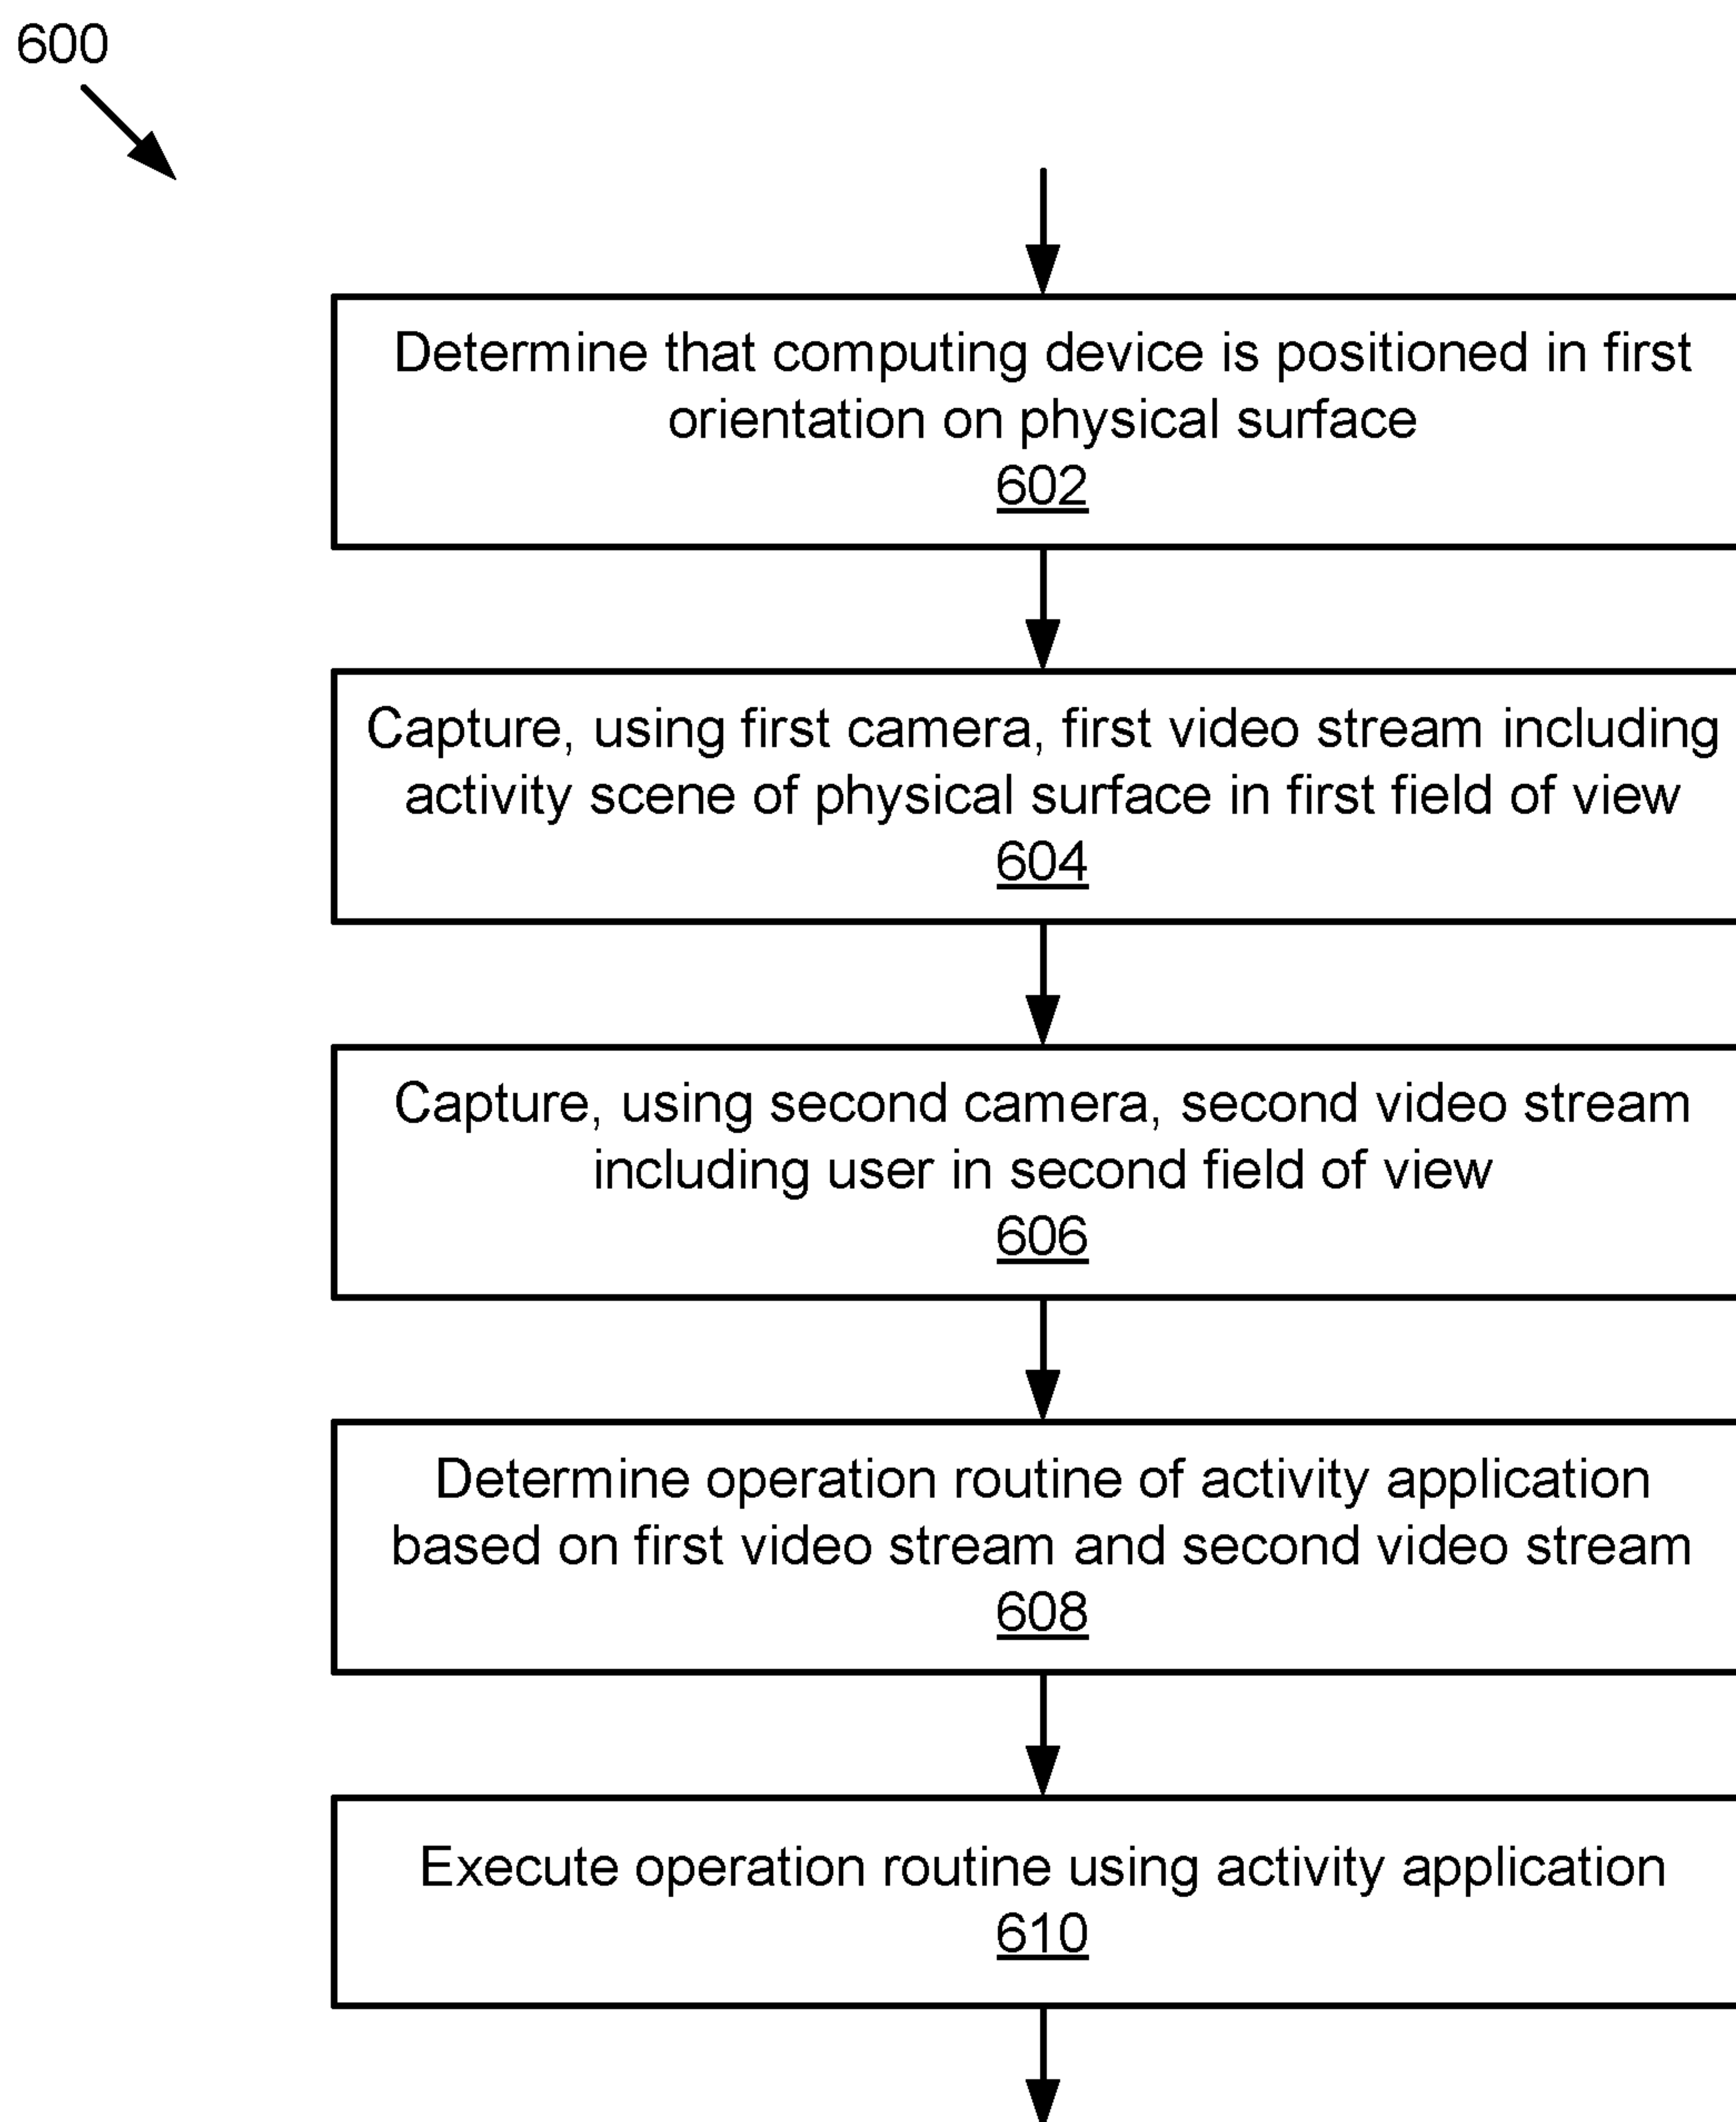 600
Determine that computing device is positioned in first
orientation on physical surface
602
Capture, using first camera, first video stream including
activity scene of physical surface in first field of view
604
Capture, using second camera, second video stream
including user in second field of view
606
Determine operation routine of activity application
based on first video stream and second video stream
608
Execute operation routine using activity application
610